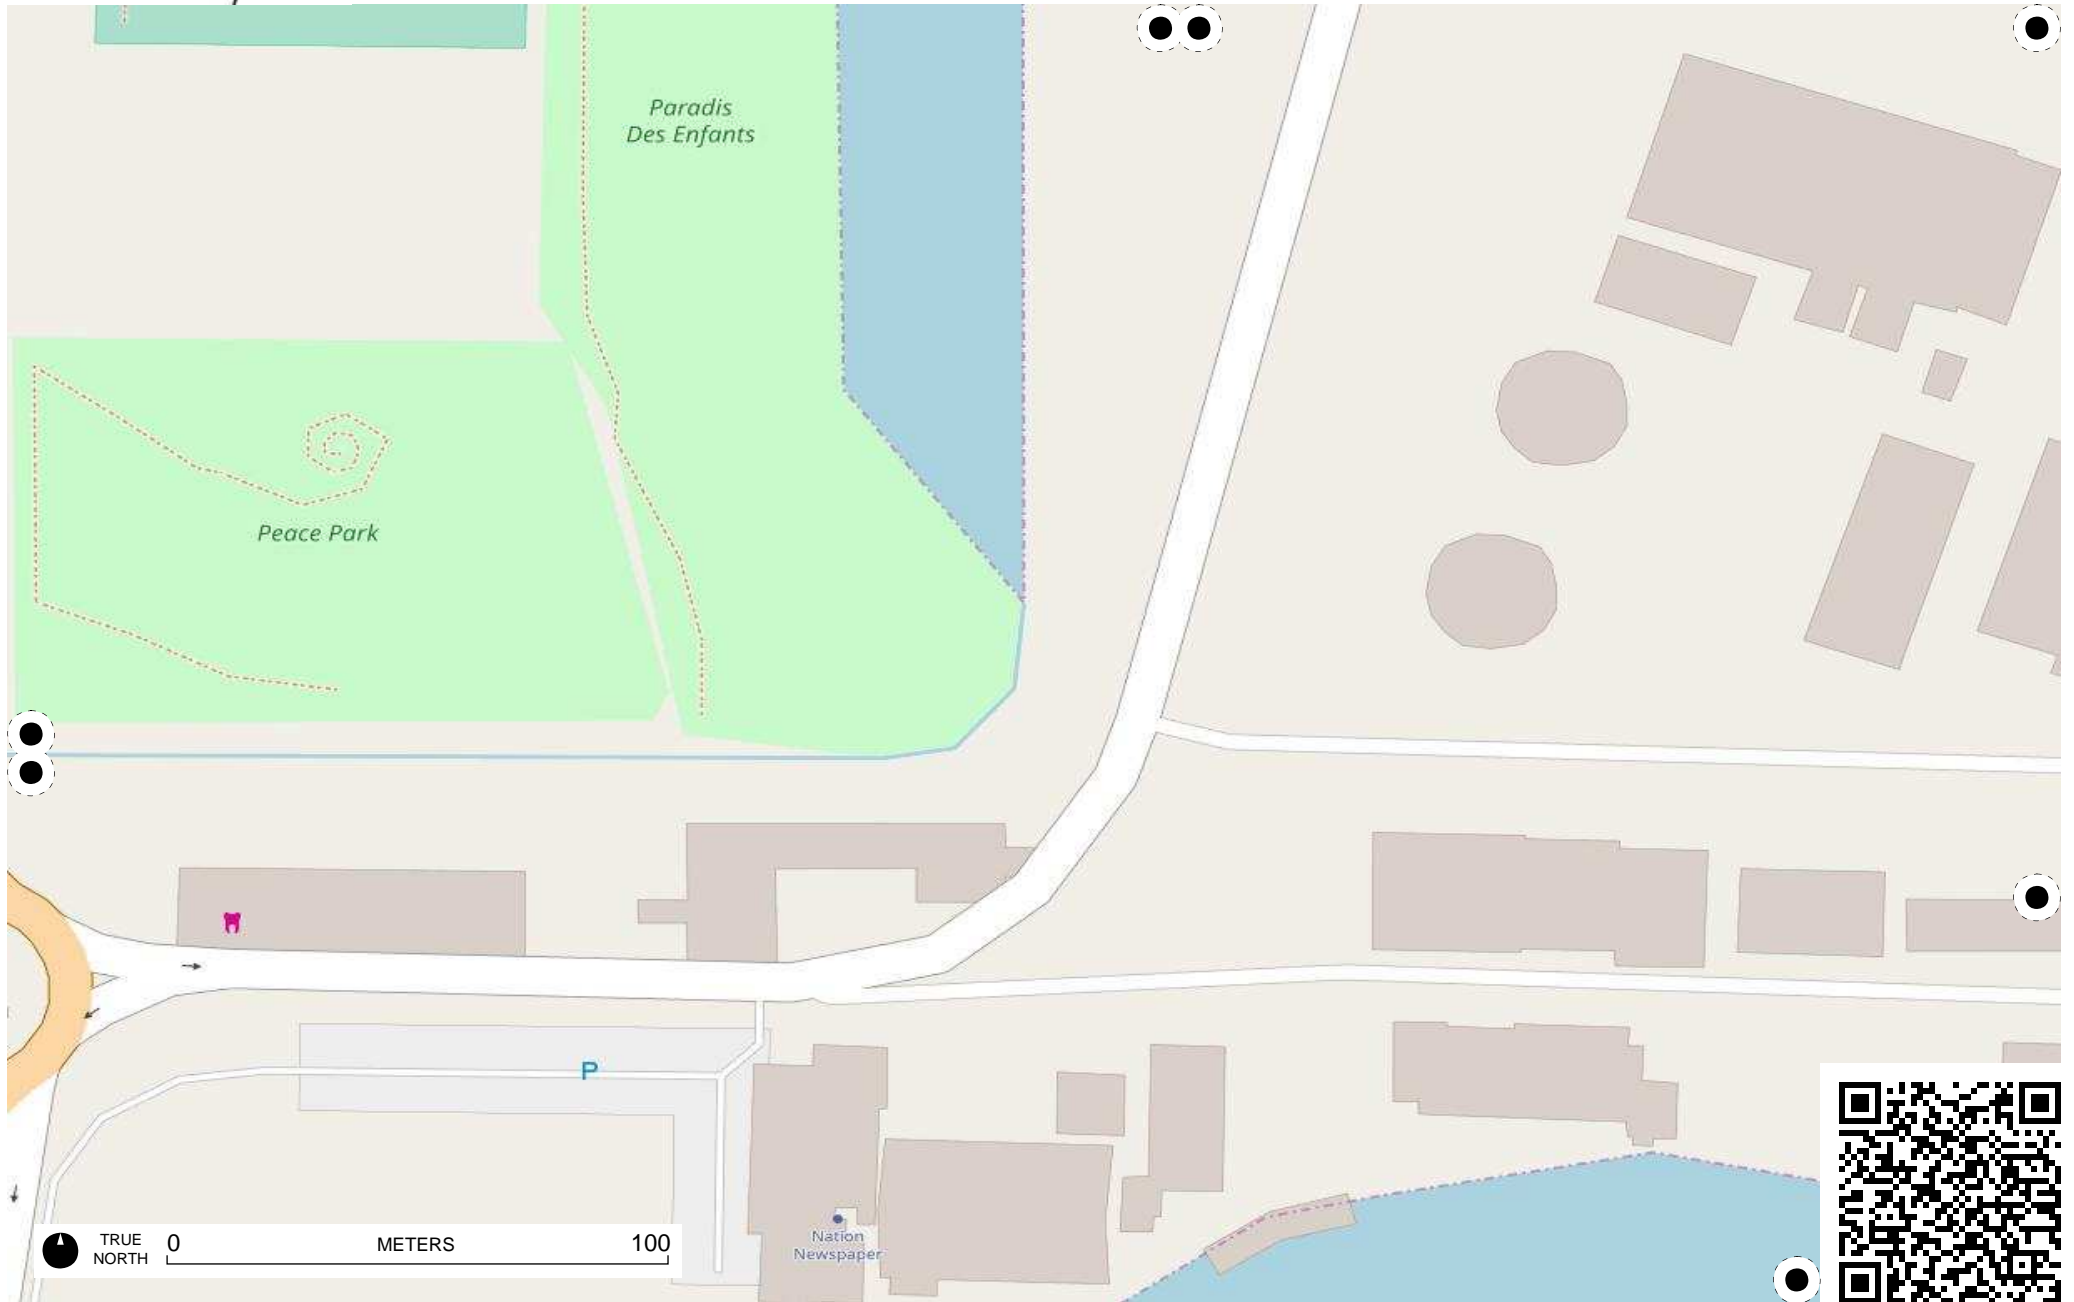 Paradis
Des Enfants
Peace Park
P
Nation
Newspaper
TRUE
NORTH
0
METERS
100